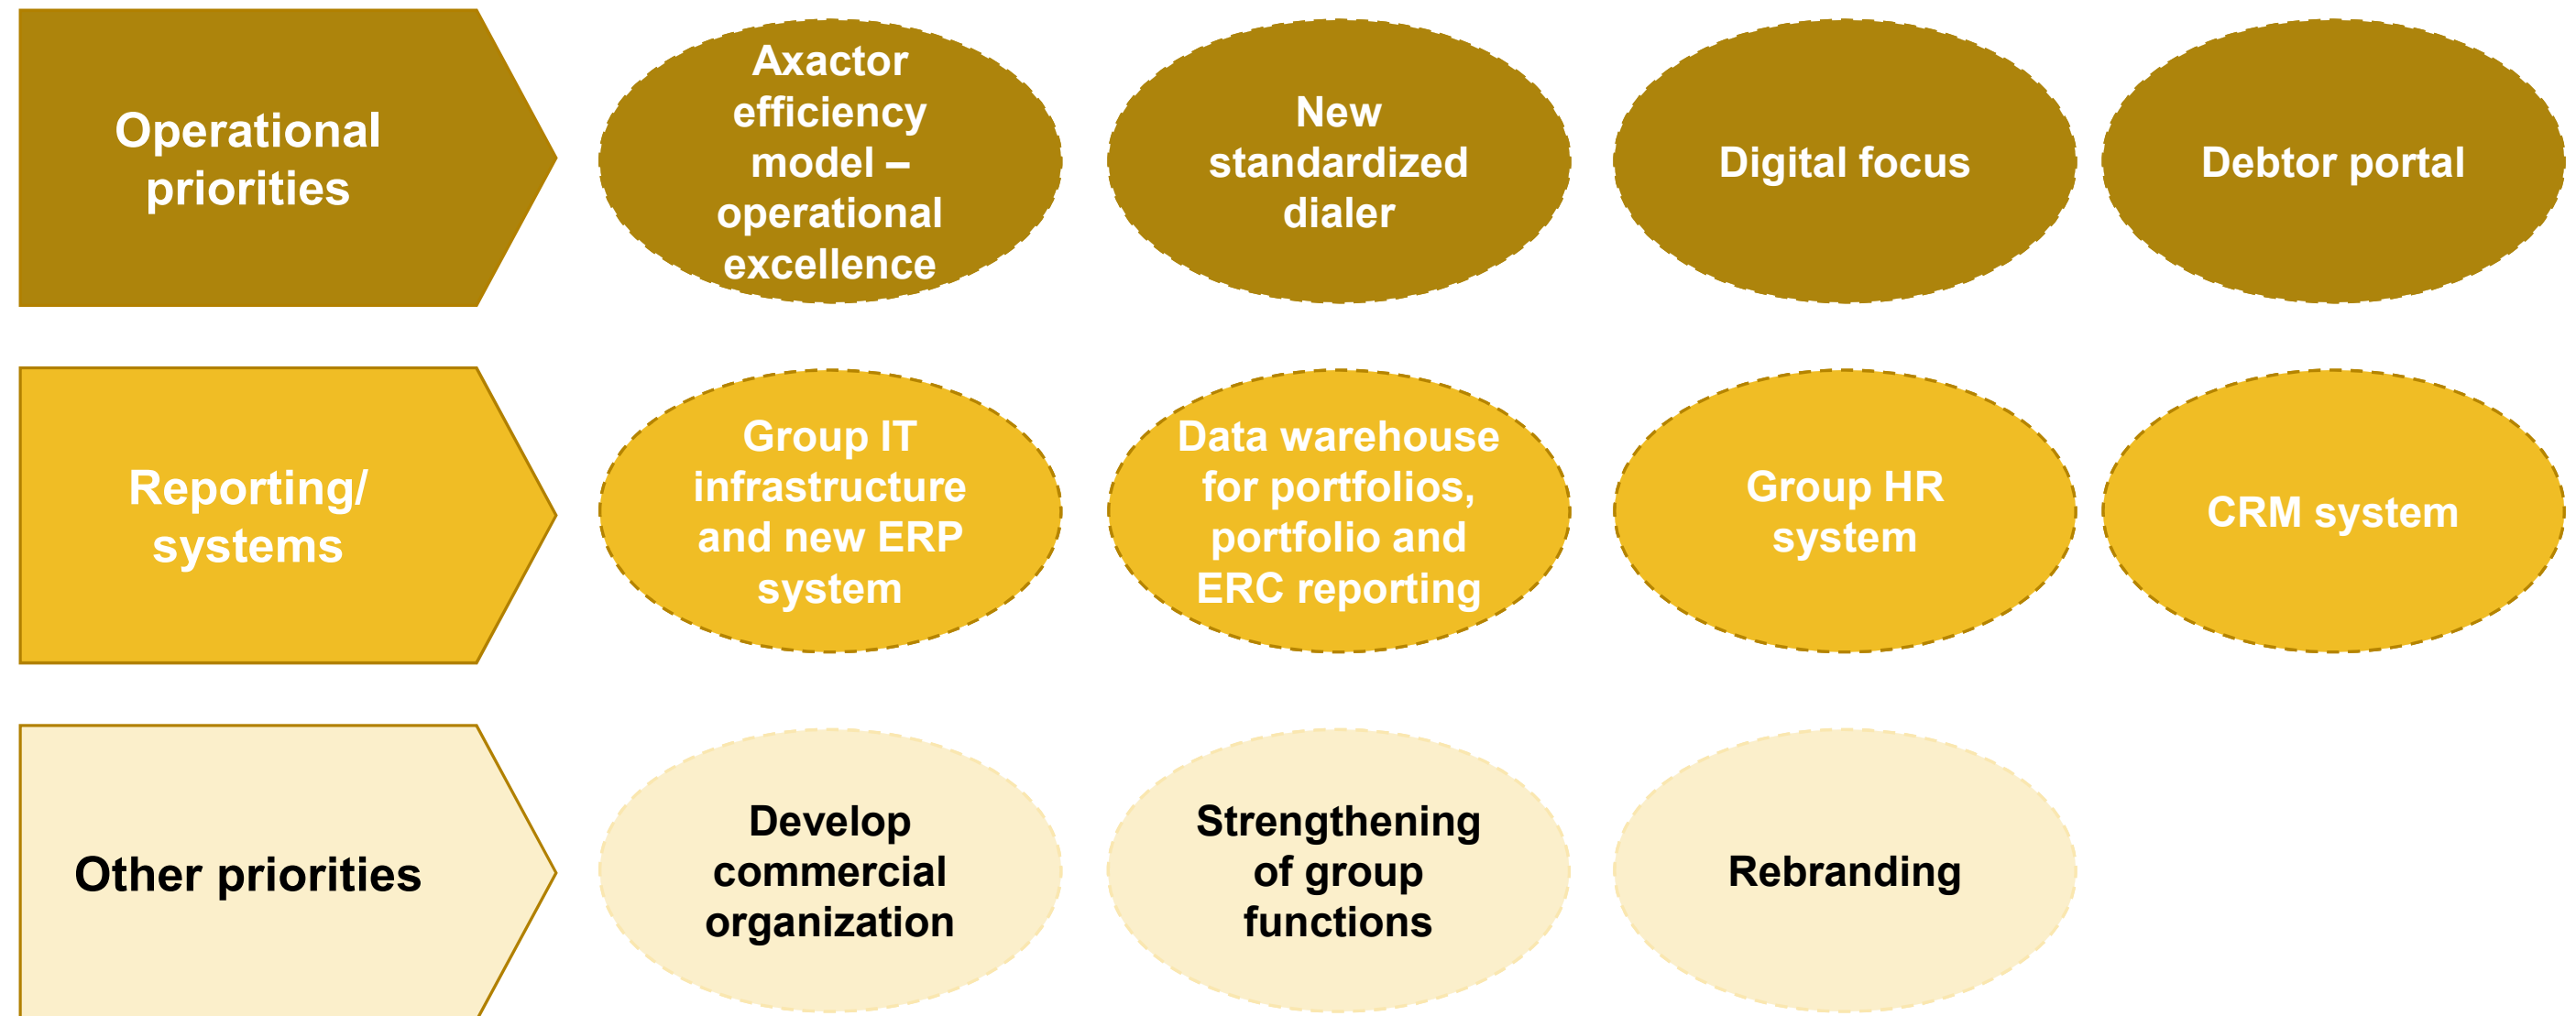 Operational
priorities
Axactor
efficiency
model –
operational
excellence
New
standardized
dialer
Digital focus
Debtor portal
Reporting/
systems
Group IT
infrastructure
and new ERP
system
Data warehouse
for portfolios,
portfolio and
ERC reporting
Group HR
system
CRM system
Other priorities
Develop
commercial
organization
Strengthening
of group
functions
Rebranding